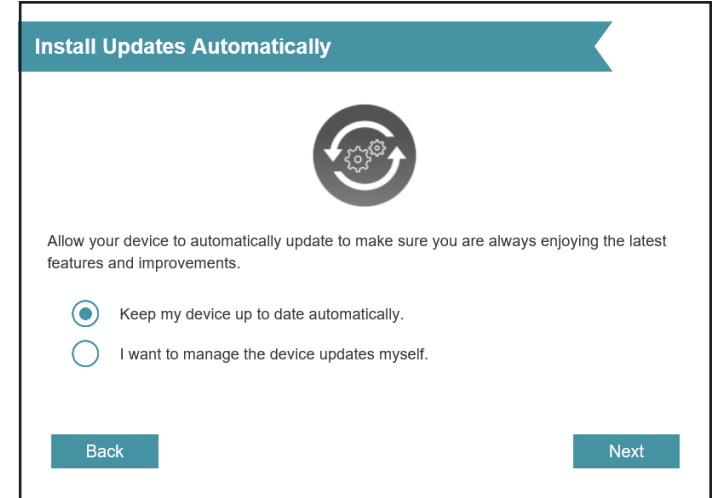 Install Updates Automatically
Allow your device to automatically update to make sure you are always enjoying the latest
features and improvements.
Keep my device up to date automatically.
I want to manage the device updates myself.
Back
Next